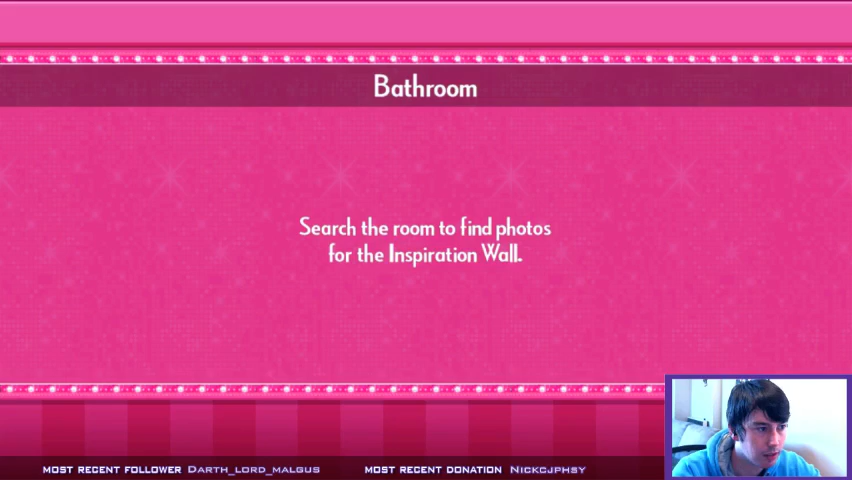 Bathroom
Search the room to find photos
for the Inspiration Wall.
MOST RECENT FOLLOWER DARTH_LORD_MALGUS MOST RECENT DONATION NICKCJPHSY